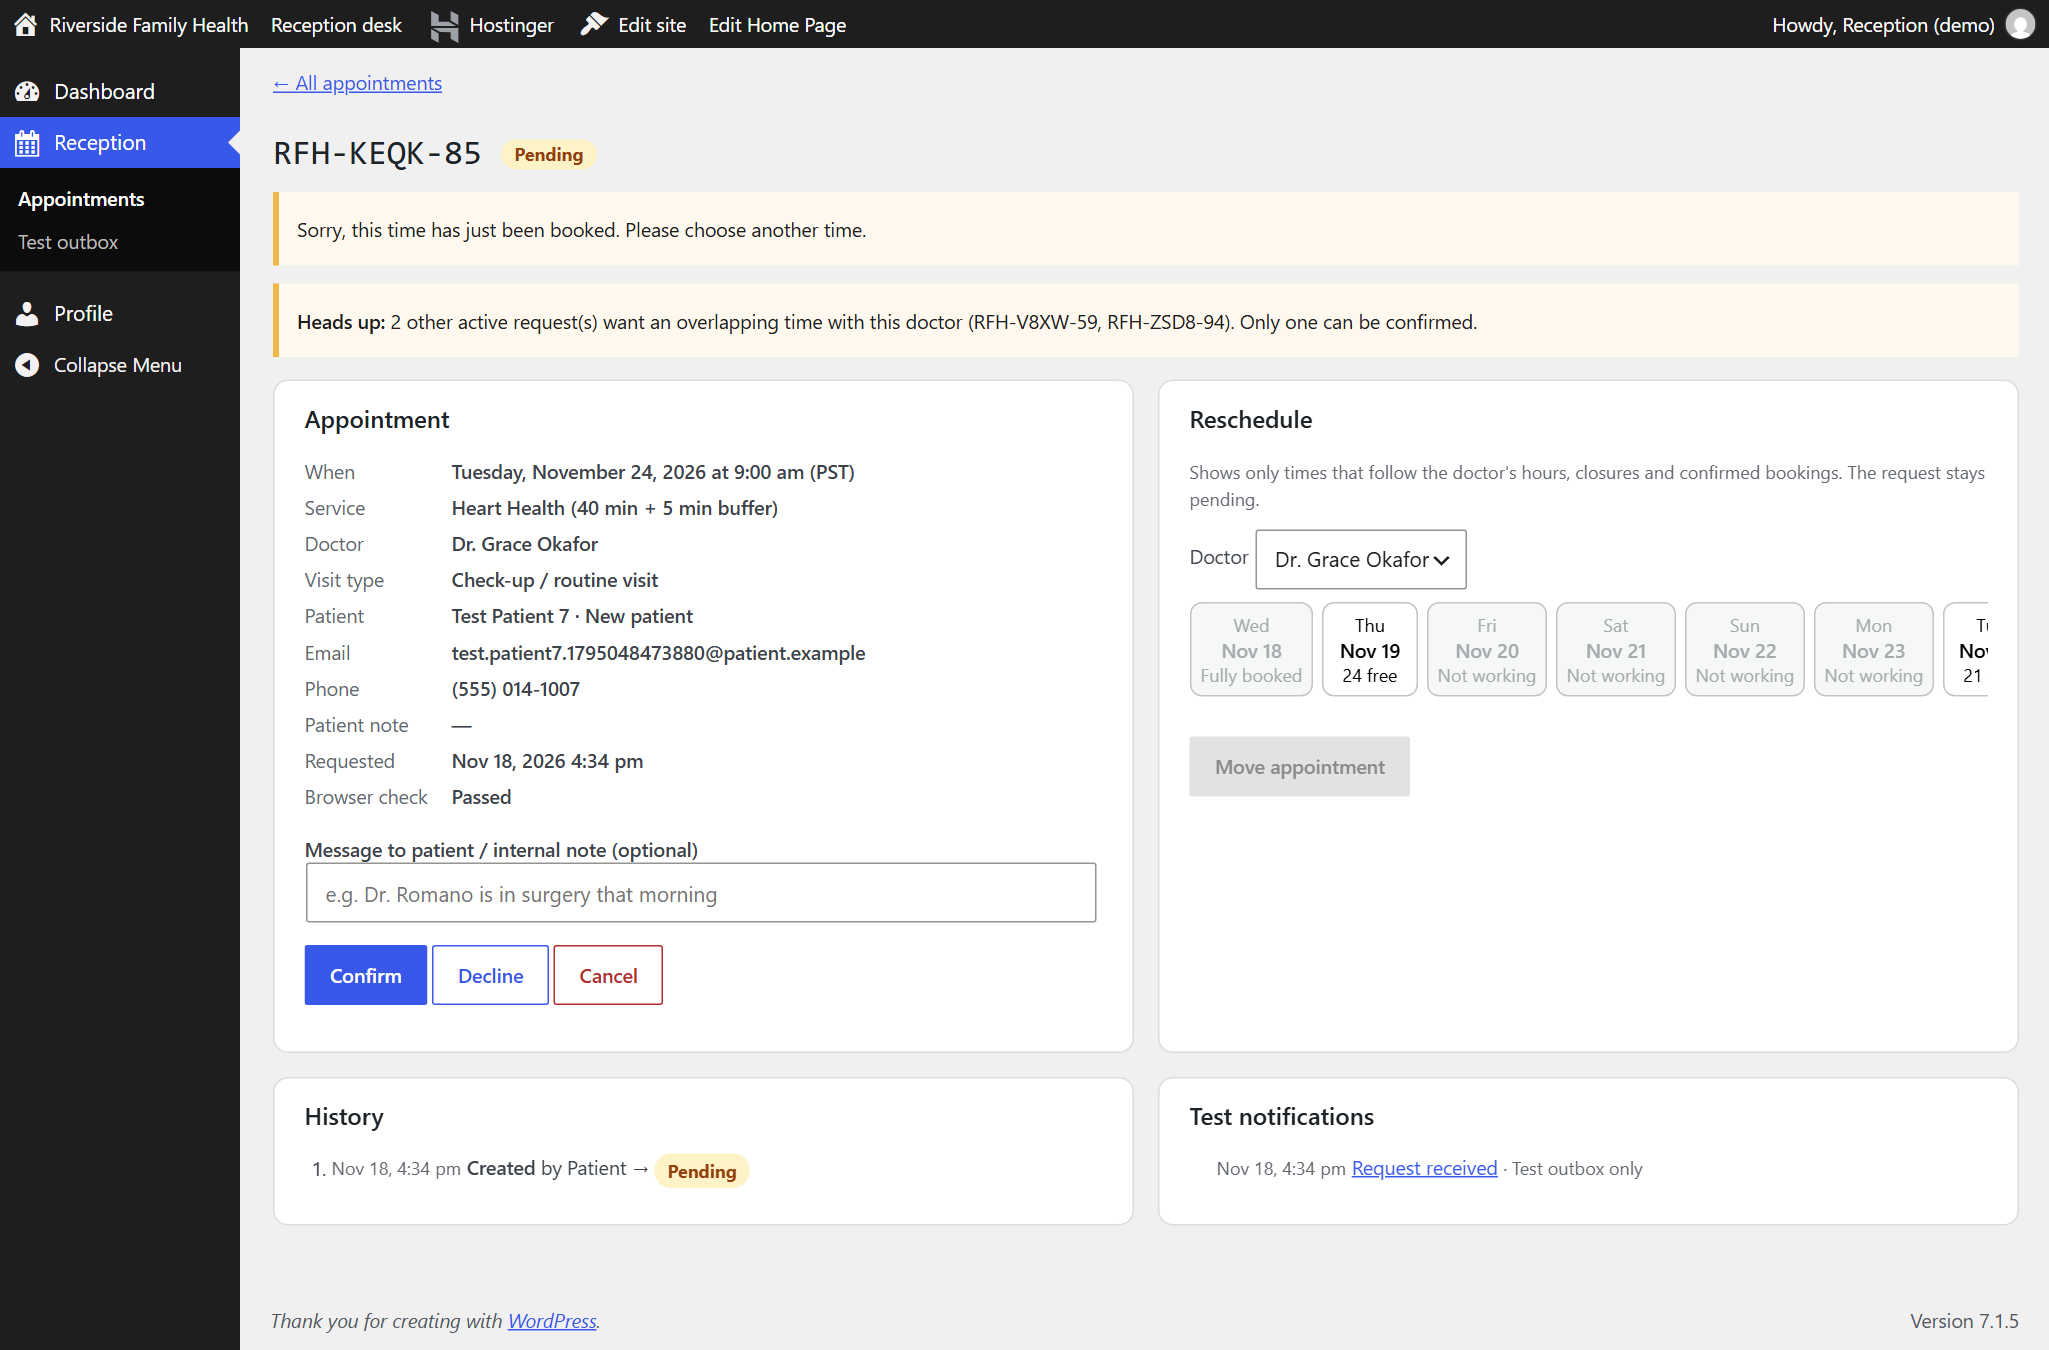 Riverside Family Health
Reception desk
Hostinger
Edit site
Edit Home Page
Howdy, Reception (demo)
Dashboard
Reception
Appointments
Test outbox
Profile
Collapse Menu
← All appointments
RFH-KEQK-85 Pending
Sorry, this time has just been booked. Please choose another time.
Heads up: 2 other active request(s) want an overlapping time with this doctor (RFH-V8XW-59, RFH-ZSD8-94). Only one can be confirmed.
Appointment
When Tuesday, November 24, 2026 at 9:00 am (PST)
Service Heart Health (40 min + 5 min buffer)
Doctor Dr. Grace Okafor
Visit type Check-up / routine visit
Patient Test Patient 7 · New patient
Email test.patient7.1795048473880@patient.example
Phone (555) 014-1007
Patient note —
Requested Nov 18, 2026 4:34 pm
Browser check Passed
Message to patient / internal note (optional)
e.g. Dr. Romano is in surgery that morning
Confirm Decline Cancel
Reschedule
Shows only times that follow the doctor's hours, closures and confirmed bookings. The request stays
pending.
Doctor Dr. Grace Okafor
Wed
Nov 18
Fully booked
Thu
Nov 19
24 free
Fri
Nov 20
Not working
Sat
Nov 21
Not working
Sun
Nov 22
Not working
Mon
Nov 23
Not working
21
Move appointment
History
1. Nov 18, 4:34 pm Created by Patient → Pending
Test notifications
Nov 18, 4:34 pm Request received · Test outbox only
Thank you for creating with WordPress.
Version 7.1.5